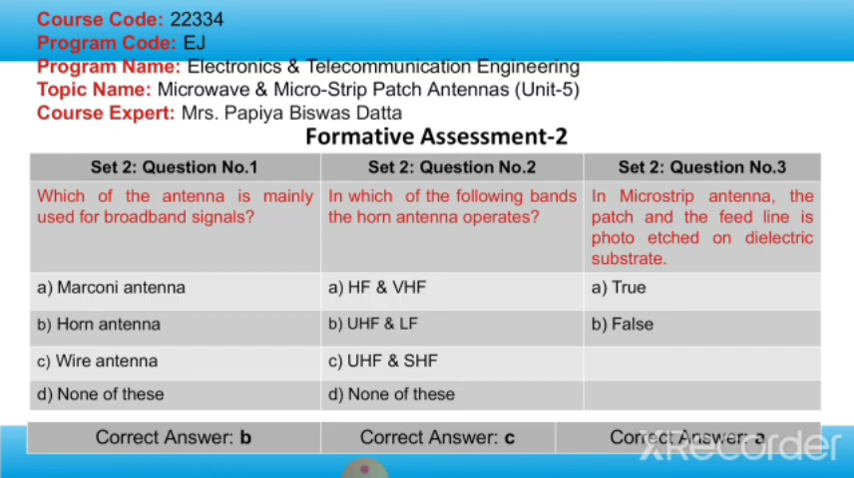 Course Code: 22334
Program Code: EJ
Program Name: Electronics & Telecommunication Engineering
Topic Name: Microwave & Micro-Strip Patch Antennas (Unit-5)
Course Expert: Mrs. Papiya Biswas Datta
Formative Assessment-2
Set 2: Question No.1
Set 2: Question No.2
Set 2: Question No.3
Which of the antenna is mainly
used for broadband signals?
In which of the following bands
the horn antenna operates?
In Microstrip antenna, the
patch and the feed line is
photo etched on dielectric
substrate.
a) Marconi antenna
a) HF & VHF
a) True
b) Horn antenna
b) UHF & LF
b) False
c) Wire antenna
c) UHF & SHF
d) None of these
d) None of these
Correct Answer: b
Correct Answer: c
Correct Answer: a
XRecorder